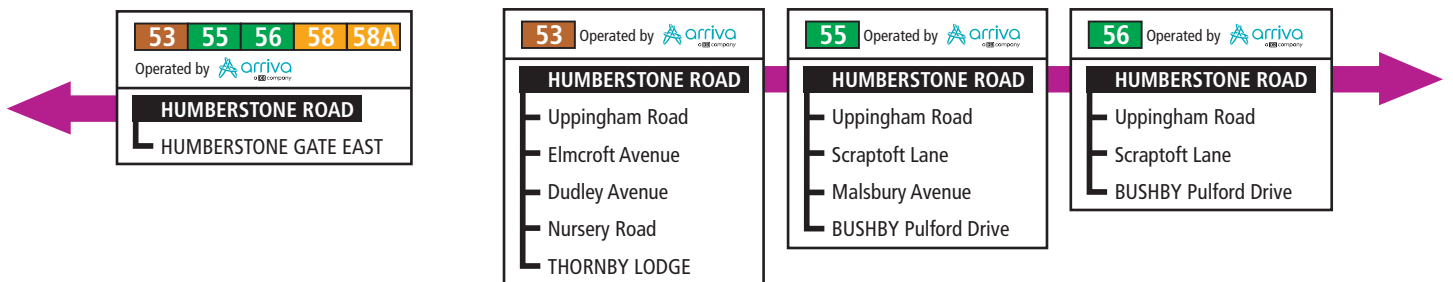 53 55 56 58 58A
Operated by arriva
a DB company
HUMBERSTONE ROAD
HUMBERSTONE GATE EAST
53 Operated by arriva
a DB company
HUMBERSTONE ROAD
Uppingham Road
Elmcroft Avenue
Dudley Avenue
Nursery Road
THORNBY LODGE
55 Operated by arriva
a DB company
HUMBERSTONE ROAD
Uppingham Road
Scraptoft Lane
Malsbury Avenue
BUSHBY Pulford Drive
56 Operated by arriva
a DB company
HUMBERSTONE ROAD
Uppingham Road
Scraptoft Lane
BUSHBY Pulford Drive